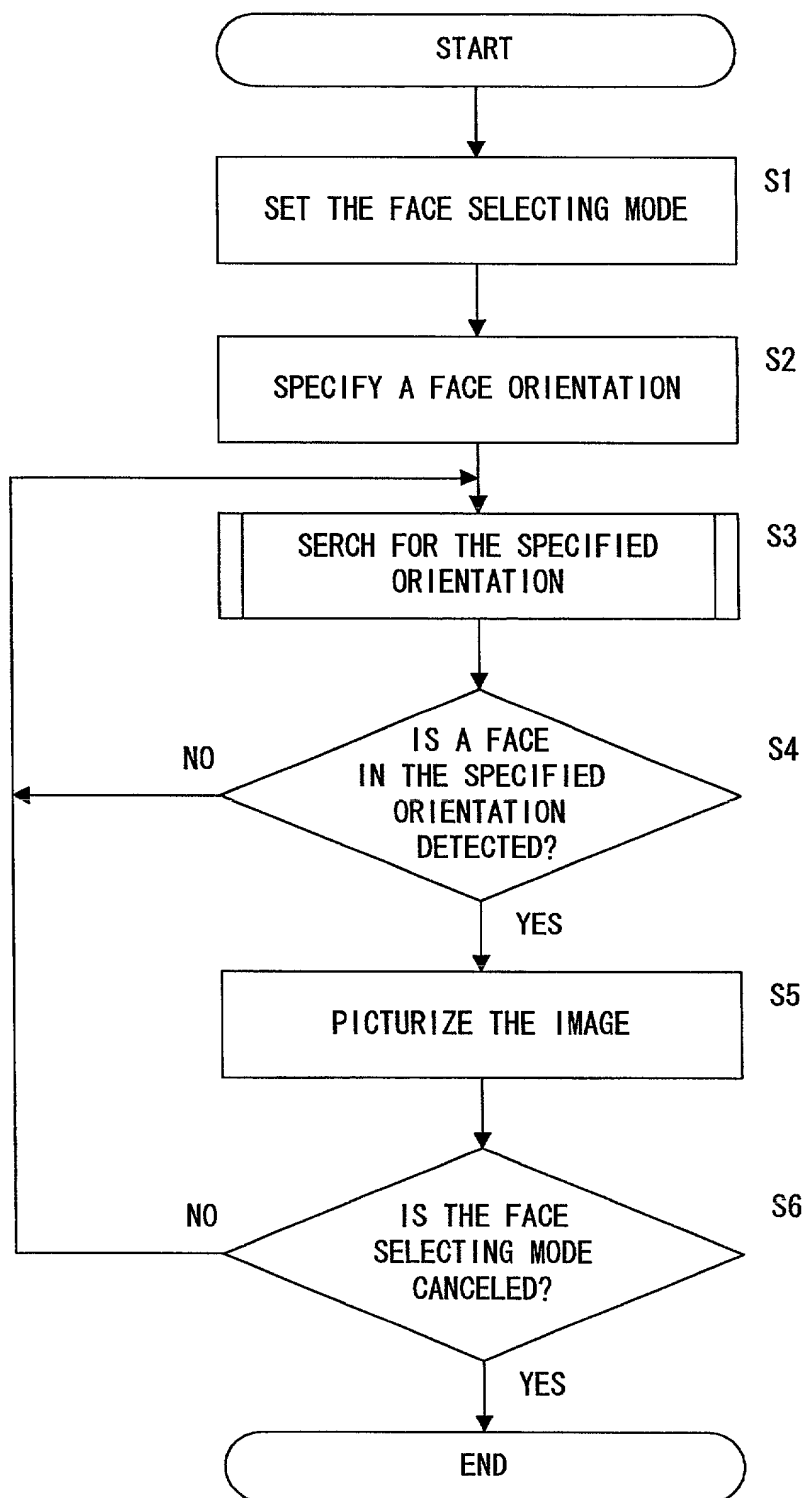 START
S1
SET THE FACE SELECTING MODE
S2
SPECIFY A FACE ORIENTATION
S3
SERCH FOR THE SPECIFIED
ORIENTATION
S4
NO
IS A FACE
IN THE SPECIFIED
ORIENTATION
DETECTED?
YES
S5
PICTURIZE THE IMAGE
S6
NO
IS THE FACE
SELECTING MODE
CANCELED?
YES
END